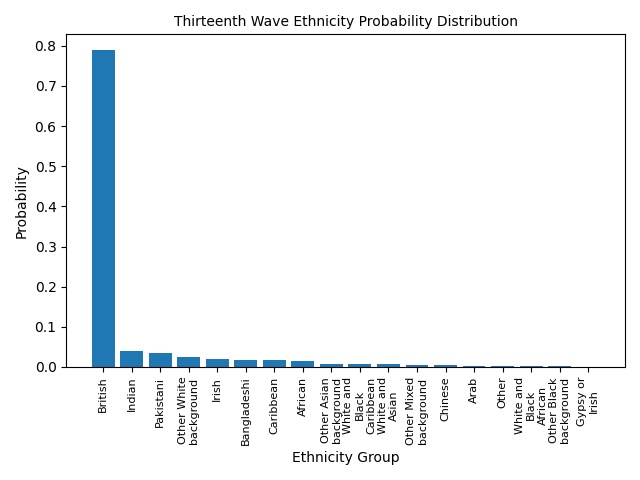 Thirteenth Wave Ethnicity Probability Distribution
0.8
0.7
0.6
0.5
0.4
0.3
0.2
0.1
0.0
Probability
British
Indian
Pakistani
Other White
background
Irish
Bangladeshi
Caribbean
African
Other Asian
background
White and
Black
Caribbean
White and
Asian
Other Mixed
background
Chinese
Arab
Other
White and
Black
African
Other Black
background
Gypsy or
Irish
Ethnicity Group